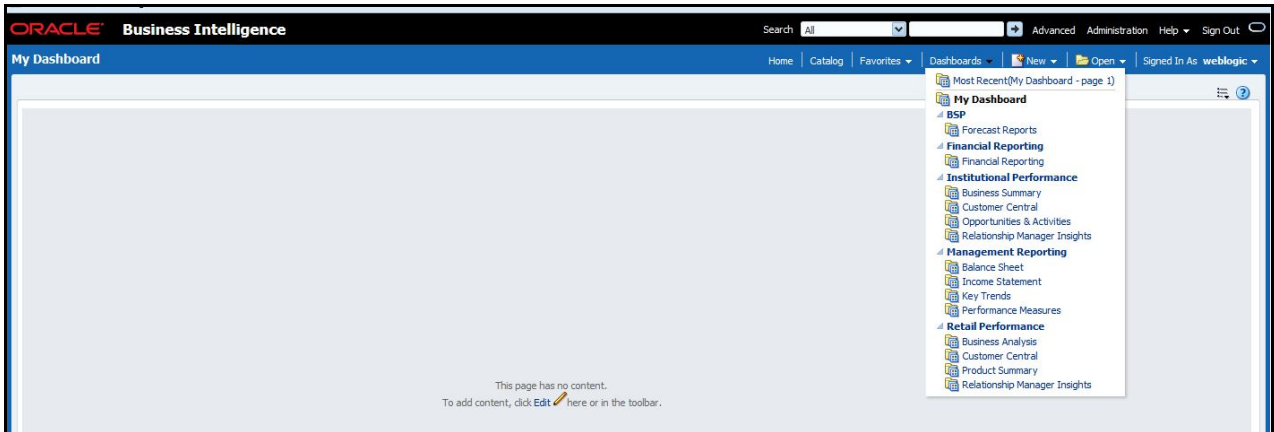 ORACLE Business Intelligence Search All Advanced Administration Help Sign Out
My Dashboard Home Catalog Favorites Dashboards New Open Signed In As weblogic
Most Recent(My Dashboard - page 1)
My Dashboard
BSP
Forecast Reports
Financial Reporting
Financial Reporting
Institutional Performance
Business Summary
Customer Central
Opportunities & Activities
Relationship Manager Insights
Management Reporting
Balance Sheet
Income Statement
Key Trends
Performance Measures
Retail Performance
Business Analysis
Customer Central
Product Summary
Relationship Manager Insights
This page has no content.
To add content, click Edit here or in the toolbar.